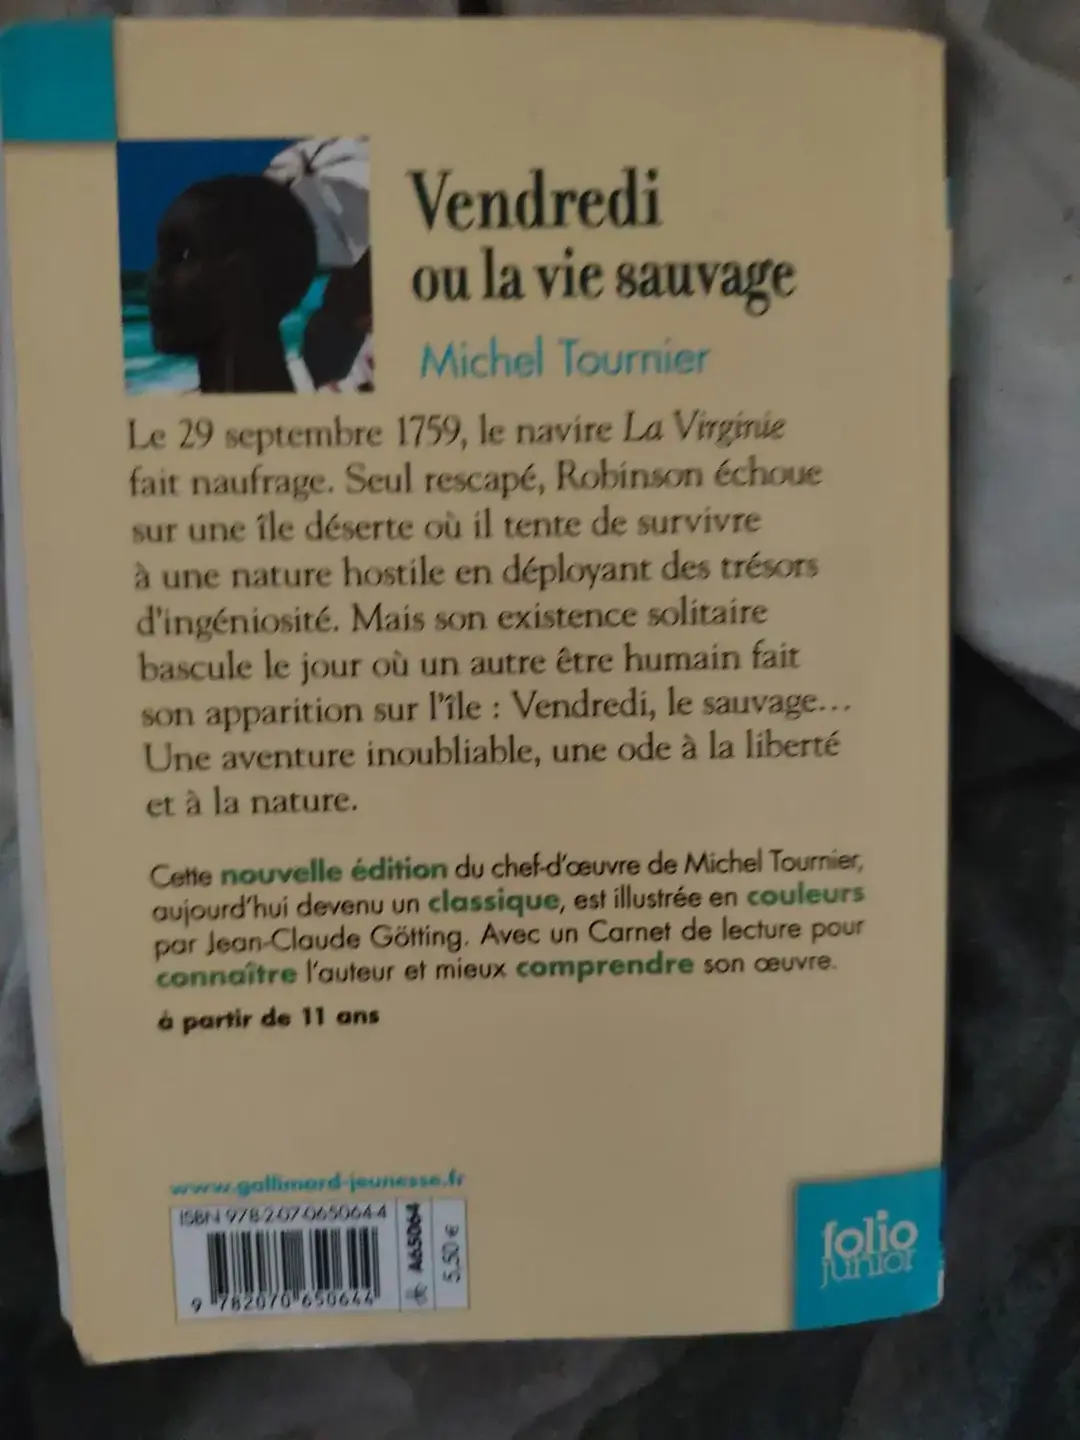 Vendredi
ou la vie sauvage
Michel Tournier
Le 29 septembre 1759, le navire La Virginie
fait naufrage. Seul rescapé, Robinson échoue
sur une île déserte où il tente de survivre
à une nature hostile en déployant des trésors
d'ingéniosité. Mais son existence solitaire
bascule le jour où un autre être humain fait
son apparition sur l'île : Vendredi, le sauvage...
Une aventure inoubliable, une ode à la liberté
et à la nature.
Cette nouvelle édition du chef-d'œuvre de Michel Tournier,
aujourd'hui devenu un classique, est illustrée en couleurs
par Jean-Claude Götting. Avec un Carnet de lecture pour
connaître l'auteur et mieux comprendre son œuvre.
à partir de 11 ans
www.gallimard-jeunesse.fr
ISBN 978-2-07-065064-4
9 782070 650644
A65064
5,50 €
folio
junior